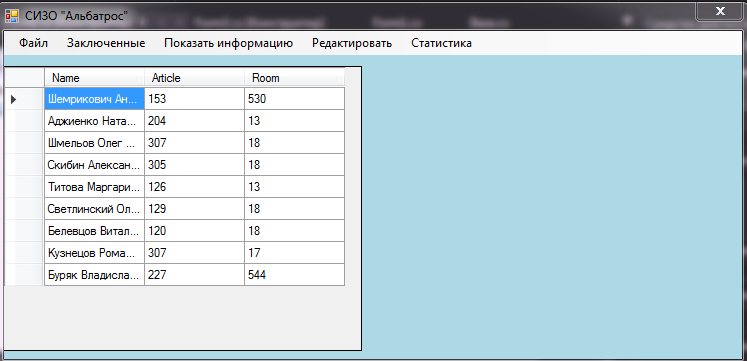 СИЗО "Альбатрос"
Файл Заключенные Показать информацию Редактировать Статистика
Name Article Room
Шемрикович Ан... 153 530
Аджиенко Ната... 204 13
Шмельов Олег ... 307 18
Скибин Алексан... 305 18
Титова Маргари... 126 13
Светлинский Ол... 129 18
Белевцов Витал... 120 18
Кузнецов Рома... 307 17
Буряк Владисла... 227 544